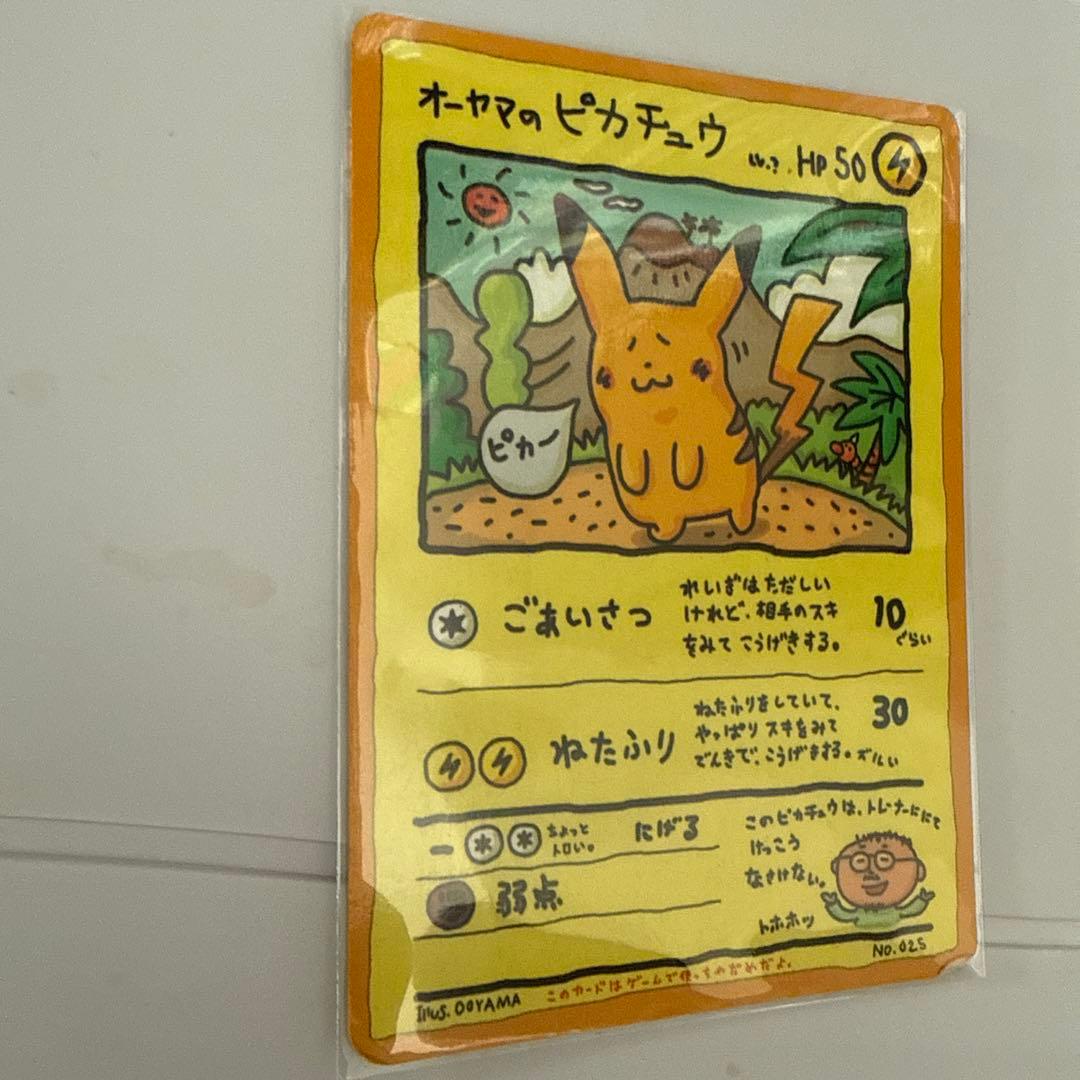 オーヤマの ピカチュウ LV.? HP 50
ピカー
ごあいさつ
れいぎはただしい
けれど、相手のスキ
をみて こうげきする。
10
ぐらい
ねたふり
ねたふりをしていて、
やっぱり スキをみて
でんきで、こうげきする。ズルい
30
ちょっと
トロい。
にげる
弱点
このピカチュウは、トレーナーににて
けっこう
なさけない。
トホホッ
NO. 025
Illus. OOYAMA
このカードはゲームで使っちゃだめだよ。